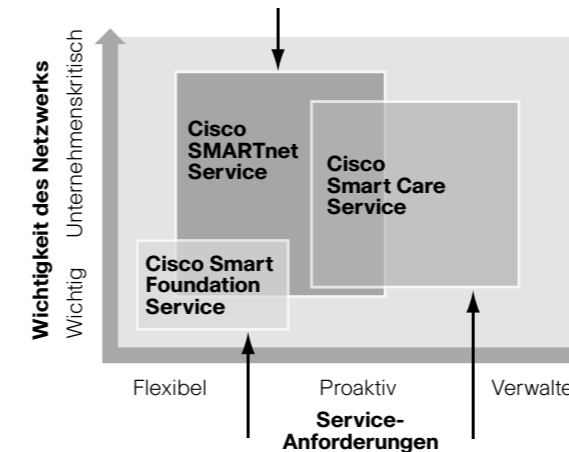 Wichtigkeit des Netzwerks
Unternehmenskritisch
Wichtig
Cisco
SMARTnet
Service
Cisco
Smart Care
Service
Cisco Smart
Foundation
Service
Flexibel
Proaktiv
Verwalte
Service-
Anforderungen